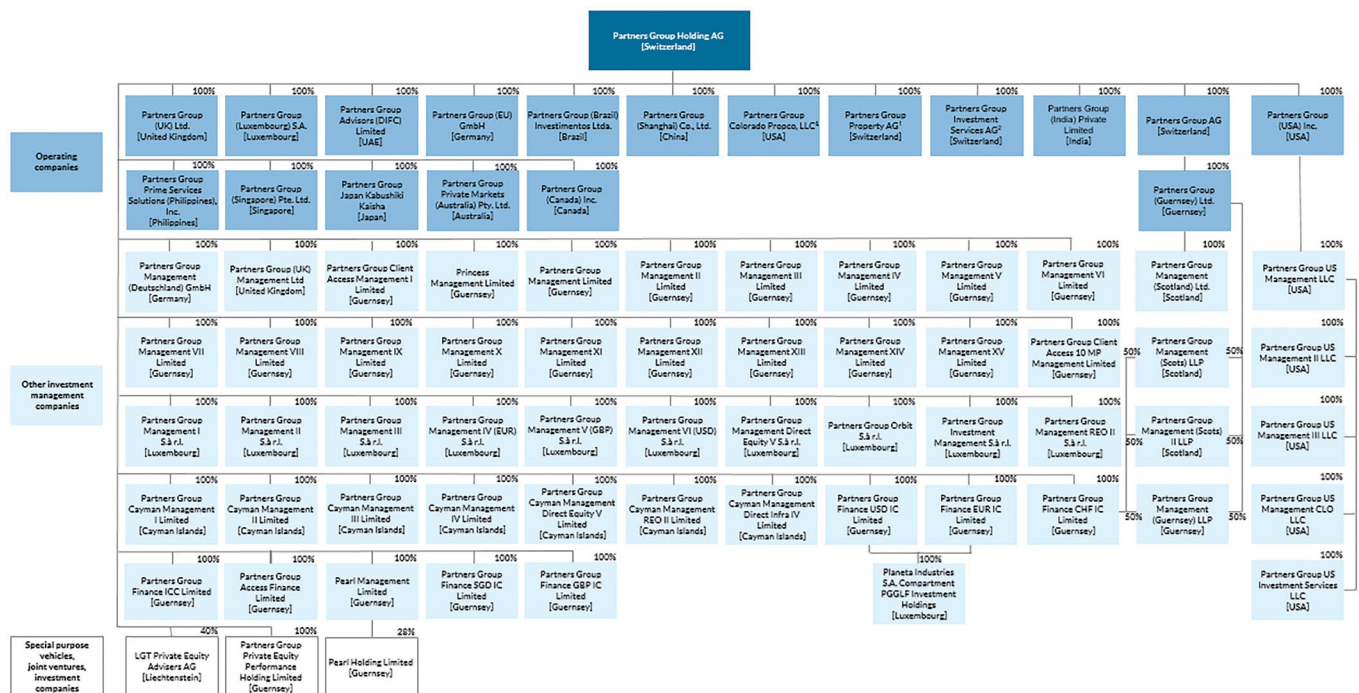 Partners Group Holding AG
[Switzerland]
100%
100%
100%
100%
100%
100%
100%
100%
100%
100%
100%
100%
Operating
companies
Partners Group
(UK) Ltd.
[United Kingdom]
Partners Group
(Luxembourg) S.A.
[Luxembourg]
Partners Group
Advisors (DIFC)
Limited
[UAE]
Partners Group (EU)
GmbH
[Germany]
Partners Group (Brazil)
Investimentos Ltda.
[Brazil]
Partners Group
(Shanghai) Co., Ltd.
[China]
Partners Group
Colorado Propco, LLC
[USA]
Partners Group
Property AG¹
[Switzerland]
Partners Group
Investment
Services AG²
[Switzerland]
Partners Group
(India) Private
Limited
[India]
Partners Group AG
[Switzerland]
Partners Group
(USA) Inc.
[USA]
100%
100%
100%
100%
100%
100%
Partners Group
Prime Services
Solutions (Philippines),
Inc.
[Philippines]
Partners Group
(Singapore) Pte. Ltd.
[Singapore]
Partners Group
Japan Kabushiki
Kaisha
[Japan]
Partners Group
Private Markets
(Australia) Pty. Ltd.
[Australia]
Partners Group
(Canada) Inc.
[Canada]
Partners Group
(Guernsey) Ltd.
[Guernsey]
100%
100%
100%
100%
100%
100%
100%
100%
100%
100%
100%
100%
Other investment
management
companies
Partners Group
Management
(Deutschland) GmbH
[Germany]
Partners Group (UK)
Management Ltd
[United Kingdom]
Partners Group Client
Access Management I
Limited
[Guernsey]
Princess
Management Limited
[Guernsey]
Partners Group
Management Limited
[Guernsey]
Partners Group
Management II
Limited
[Guernsey]
Partners Group
Management III
Limited
[Guernsey]
Partners Group
Management IV
Limited
[Guernsey]
Partners Group
Management V
Limited
[Guernsey]
Partners Group
Management VI
Limited
[Guernsey]
Partners Group
Management
(Scotland) Ltd.
[Scotland]
Partners Group US
Management LLC
[USA]
100%
100%
100%
100%
100%
100%
100%
100%
100%
100%
100%
Partners Group
Management VII
Limited
[Guernsey]
Partners Group
Management VIII
Limited
[Guernsey]
Partners Group
Management IX
Limited
[Guernsey]
Partners Group
Management X
Limited
[Guernsey]
Partners Group
Management XI
Limited
[Guernsey]
Partners Group
Management XII
Limited
[Guernsey]
Partners Group
Management XIII
Limited
[Guernsey]
Partners Group
Management XIV
Limited
[Guernsey]
Partners Group
Management XV
Limited
[Guernsey]
Partners Group Client
Access 10 MP
Management Limited
[Guernsey]
50%
Partners Group
Management
(Scots) LLP
[Scotland]
50%
Partners Group US
Management II LLC
[USA]
100%
100%
100%
100%
100%
100%
100%
100%
100%
100%
100%
Partners Group
Management I
S.à r.l.
[Luxembourg]
Partners Group
Management II
S.à r.l.
[Luxembourg]
Partners Group
Management III
S.à r.l.
[Luxembourg]
Partners Group
Management IV (EUR)
S.à r.l.
[Luxembourg]
Partners Group
Management V (GBP)
S.à r.l.
[Luxembourg]
Partners Group
Management VI (USD)
S.à r.l.
[Luxembourg]
Partners Group
Management Direct
Equity V S.à r.l.
[Luxembourg]
Partners Group Orbit
S.à r.l.
[Luxembourg]
Partners Group
Investment
Management S.à r.l.
[Luxembourg]
Partners Group
Management REO II
S.à r.l.
[Luxembourg]
50%
Partners Group
Management (Scots)
II LLP
[Scotland]
50%
Partners Group US
Management III LLC
[USA]
100%
100%
100%
100%
100%
100%
100%
100%
100%
100%
100%
Partners Group
Cayman Management
I Limited
[Cayman Islands]
Partners Group
Cayman Management
II Limited
[Cayman Islands]
Partners Group
Cayman Management
III Limited
[Cayman Islands]
Partners Group
Cayman Management
IV Limited
[Cayman Islands]
Partners Group
Cayman Management
Direct Equity V
Limited
[Cayman Islands]
Partners Group
Cayman Management
REO II Limited
[Cayman Islands]
Partners Group
Cayman Management
Direct Infra IV
Limited
[Cayman Islands]
Partners Group
Finance USD IC
Limited
[Guernsey]
Partners Group
Finance EUR IC
Limited
[Guernsey]
Partners Group
Finance CHF IC
Limited
[Guernsey]
50%
Partners Group
Management
(Guernsey) LLP
[Guernsey]
50%
Partners Group US
Management CLO
LLC
[USA]
100%
100%
100%
100%
100%
100%
100%
Partners Group
Finance ICC Limited
[Guernsey]
Partners Group
Access Finance
Limited
[Guernsey]
Pearl Management
Limited
[Guernsey]
Partners Group
Finance SGD IC
Limited
[Guernsey]
Partners Group
Finance GBP IC
Limited
[Guernsey]
Planeta Industries
S.A. Compartment
PGGLF Investment
Holdings
[Luxembourg]
Partners Group US
Investment Services
LLC
[USA]
40%
100%
28%
Special purpose
vehicles,
joint ventures,
investment
companies
LGT Private Equity
Advisers AG
[Liechtenstein]
Partners Group
Private Equity
Performance
Holding Limited
[Guernsey]
Pearl Holding Limited
[Guernsey]